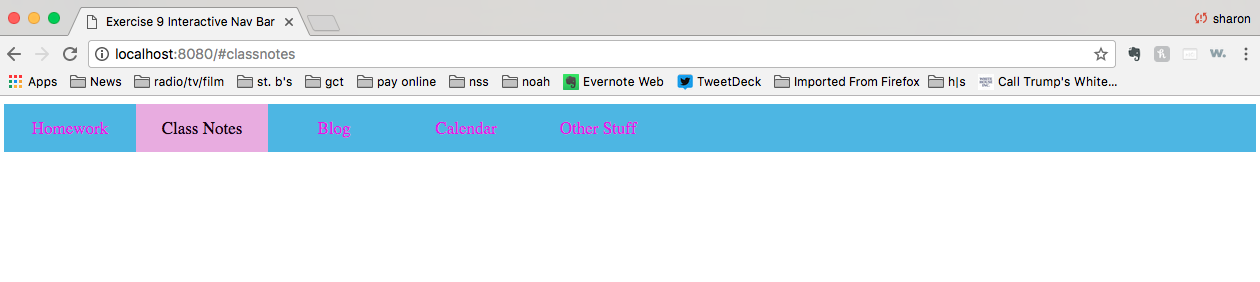 Exercise 9 Interactive Nav Bar
sharon
localhost:8080/#classnotes
Apps News radio/tv/film st. b's gct pay online nss noah Evernote Web TweetDeck Imported From Firefox h|s Call Trump's White...
Homework Class Notes Blog Calendar Other Stuff